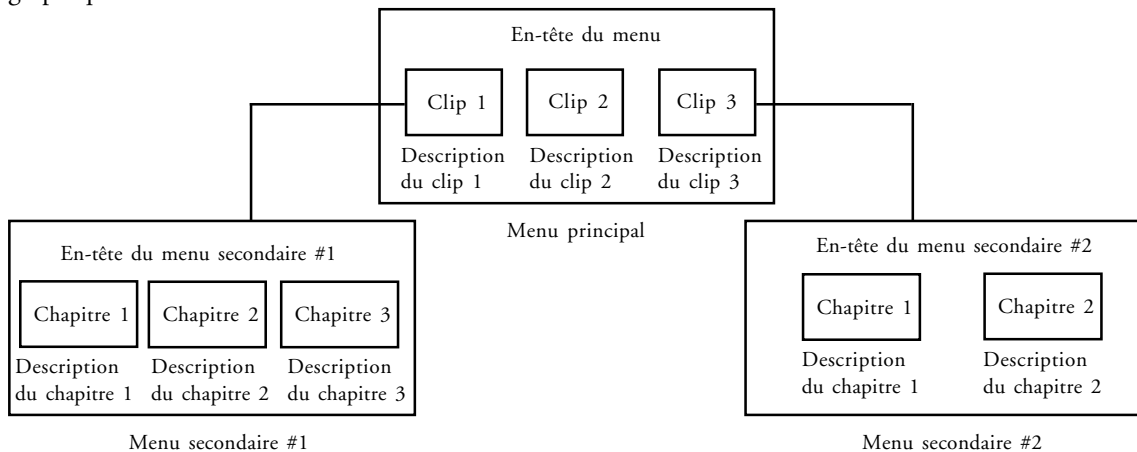 En-tête du menu
Clip 1 Clip 2 Clip 3
Description Description Description
du clip 1 du clip 2 du clip 3
Menu principal
En-tête du menu secondaire #1
Chapitre 1 Chapitre 2 Chapitre 3
Description Description Description
du chapitre 1 du chapitre 2 du chapitre 3
Menu secondaire #1
En-tête du menu secondaire #2
Chapitre 1 Chapitre 2
Description Description
du chapitre 1 du chapitre 2
Menu secondaire #2